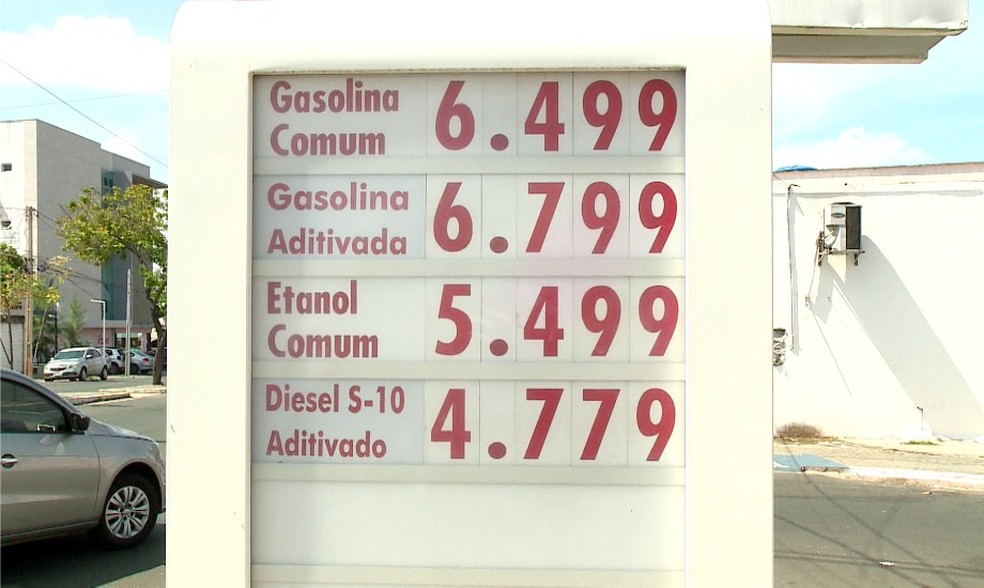 Gasolina
Comum 6.499
Gasolina
Aditivada 6.799
Etanol
Comum 5.499
Diesel S-10
Aditivado 4.779